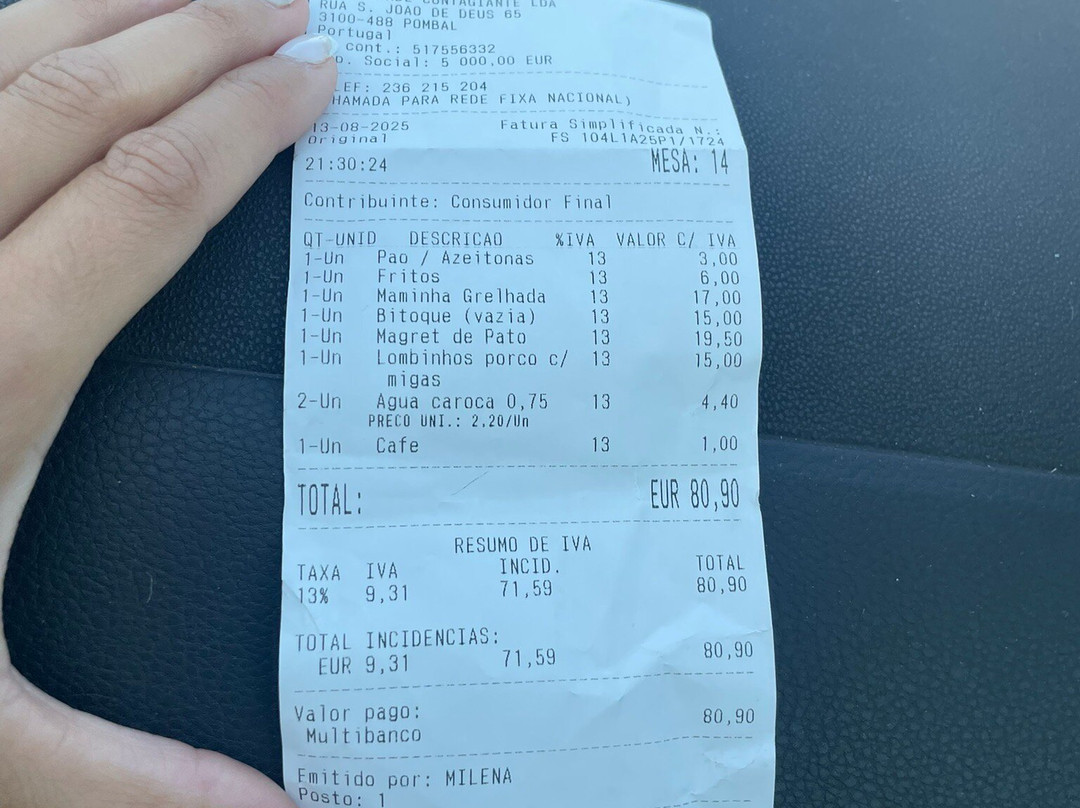 CONTAGIANTE LDA
RUA S. JOAO DE DEUS 65
3100-488 POMBAL
Portugal
cont.: 517556332
Social: 5 000,00 EUR
236 215 204
PARA REDE FIXA NACIONAL)
13-08-2025 Fatura Simplificada N.:
Original FS 104L1A25P1/1724
21:30:24 MESA: 14
Contribuinte: Consumidor Final
QT-UNID DESCRICAO %IVA VALOR C/ IVA
1-Un Pao / Azeitonas 13 3,00
1-Un Fritos 13 6,00
1-Un Maminha Grelhada 13 17,00
1-Un Bitoque (vazia) 13 15,00
1-Un Magret de Pato 13 19,50
1-Un Lombinhos porco c/ 13 15,00
migas
2-Un Agua caroca 0,75 13 4,40
PRECO UNI.: 2,20/Un
1-Un Cafe 13 1,00
TOTAL: EUR 80,90
RESUMO DE IVA
TAXA IVA INCID. TOTAL
13% 9,31 71,59 80,90
TOTAL INCIDENCIAS:
EUR 9,31 71,59 80,90
Valor pago: 80,90
Multibanco
Emitido por: MILENA
Posto: 1